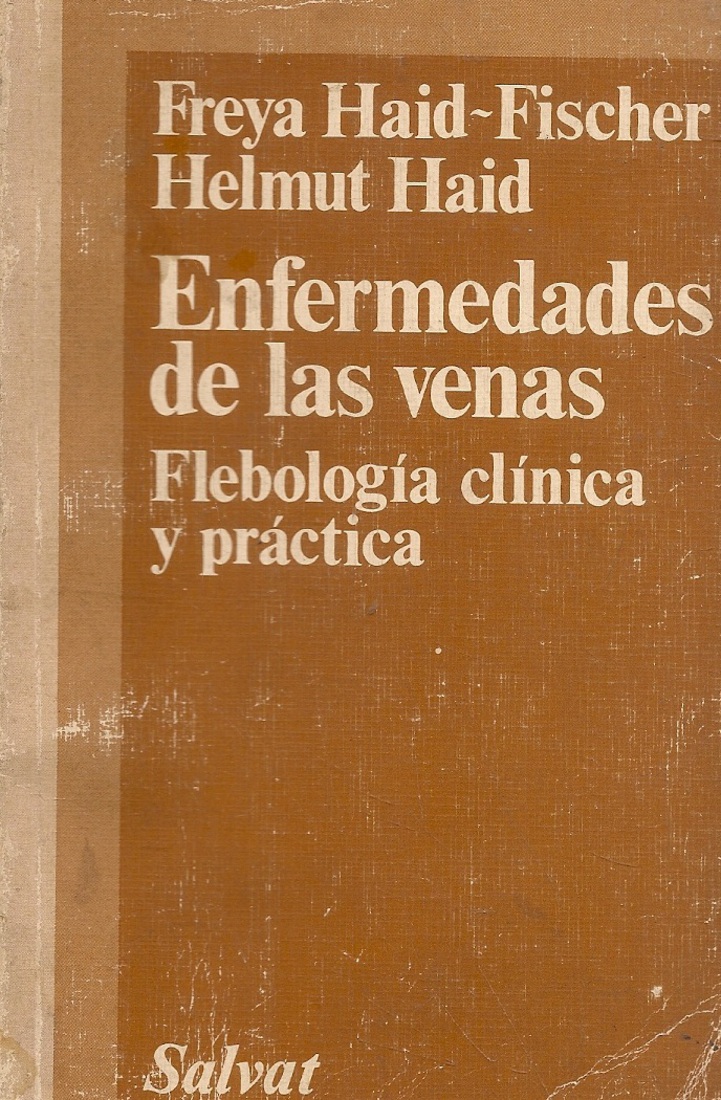 Freya Haid-Fischer
Helmut Haid
Enfermedades
de las venas
Flebología clínica
y práctica
Salvat